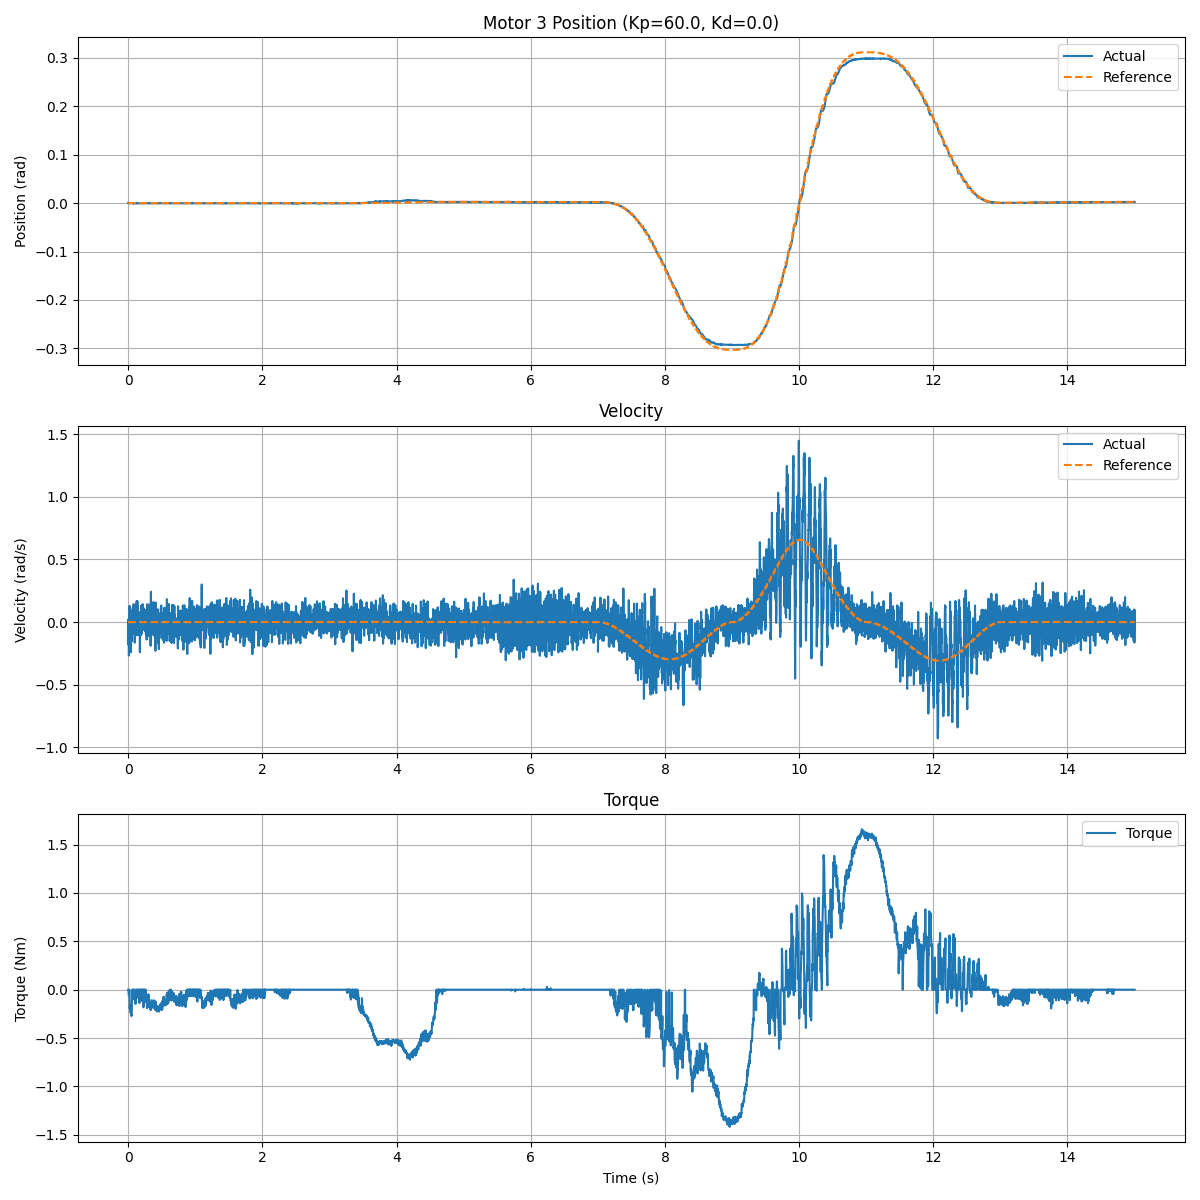 Motor 3 Position (Kp=60.0, Kd=0.0)
Position (rad)
0.3
0.2
0.1
0.0
−0.1
−0.2
−0.3
Actual
Reference
0 2 4 6 8 10 12 14
Velocity
Velocity (rad/s)
1.5
1.0
0.5
0.0
−0.5
−1.0
Actual
Reference
0 2 4 6 8 10 12 14
Torque
Torque (Nm)
1.5
1.0
0.5
0.0
−0.5
−1.0
−1.5
Torque
0 2 4 6 8 10 12 14
Time (s)